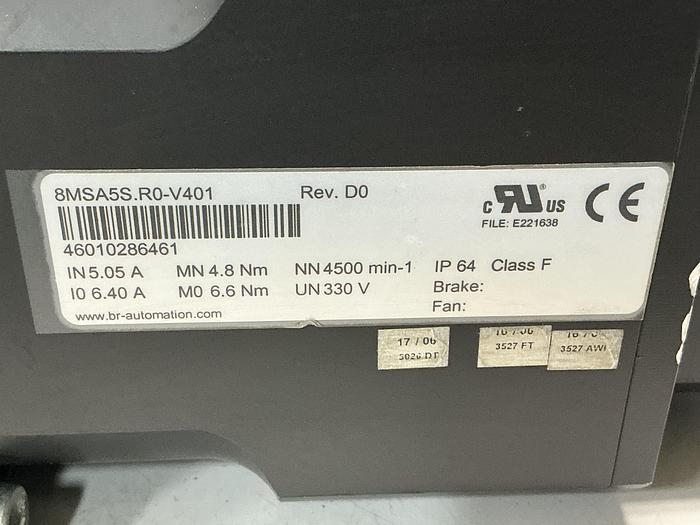 8MSA5S.R0-V401 Rev. D0
46010286461
c RU ® US CE
FILE: E221638
IN 5.05 A MN 4.8 Nm NN 4500 min-1 IP 64 Class F
I0 6.40 A M0 6.6 Nm UN 330 V Brake:
Fan:
www.br-automation.com
17 / 06
3527 FT
3527 AWI